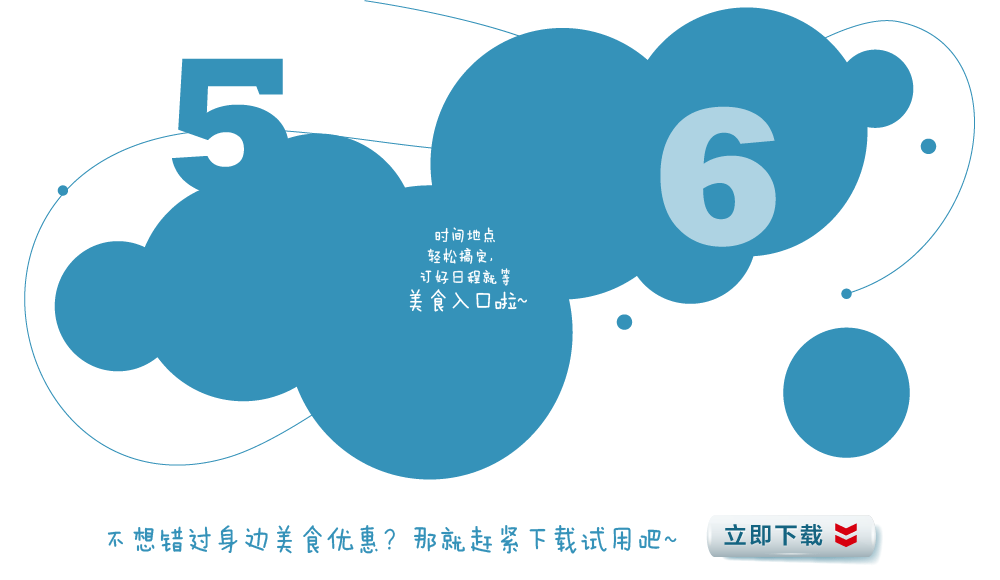 5
6
时间地点
轻松搞定，
订好日程就等
美食入口啦~
不想错过身边美食优惠？那就赶紧下载试用吧~
立即下载